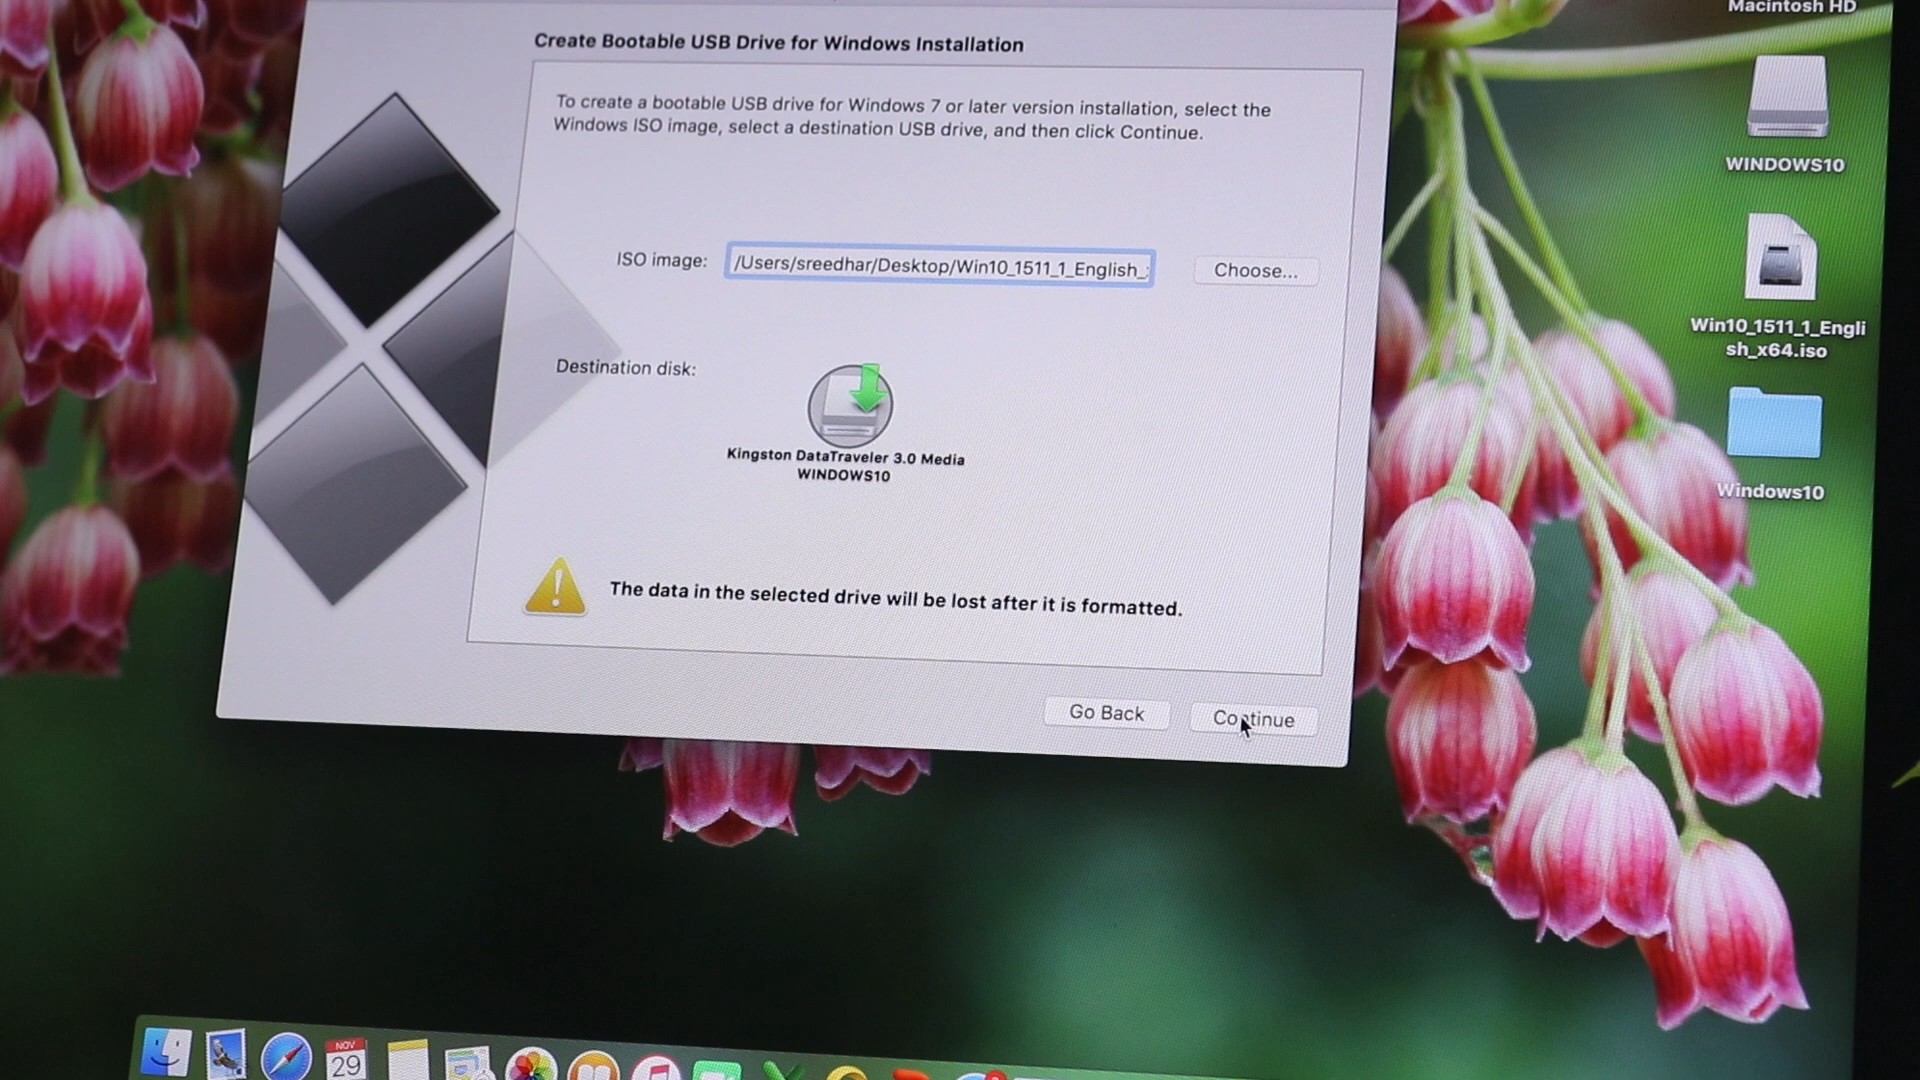 Create Bootable USB Drive for Windows Installation
To create a bootable USB drive for Windows 7 or later version installation, select the
Windows ISO image, select a destination USB drive, and then click Continue.
ISO image:
/Users/sreedhar/Desktop/Win10_1511_1_English_
Choose...
Destination disk:
Kingston DataTraveler 3.0 Media
WINDOWS10
The data in the selected drive will be lost after it is formatted.
Go Back
Continue
Macintosh HD
WINDOWS10
Win10_1511_1_Engli
sh_x64.iso
Windows10
NOV
29